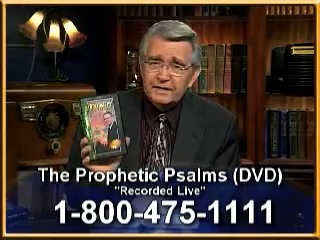 The Prophetic Psalms (DVD)
"Recorded Live"
1-800-475-1111